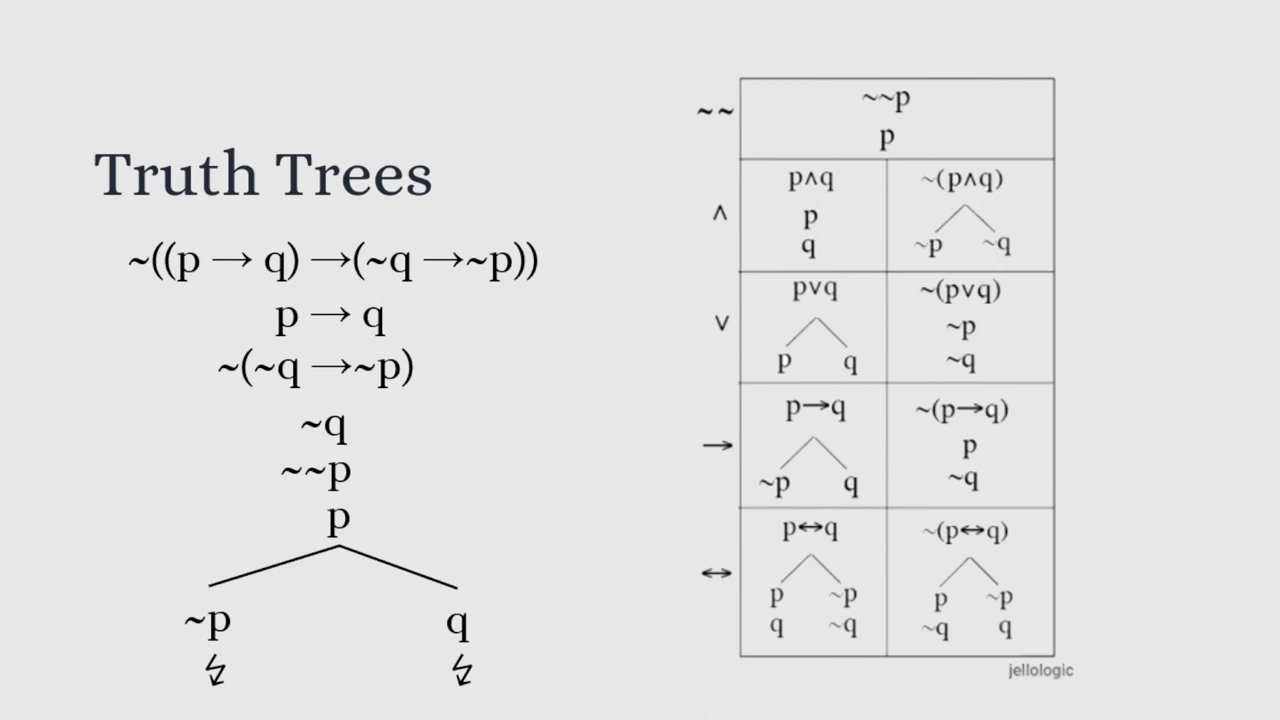 Truth Trees
~((p → q) →(~q →~p))
p → q
~(~q →~p)
~q
~~p
p
~p q
~~ ~~p
p
∧ p∧q ~(p∧q)
p ~p ~q
q
∨ p∨q ~(p∨q)
~p
p q ~q
→ p→q ~(p→q)
p
~p q ~q
↔ p↔q ~(p↔q)
p ~p p ~p
q ~q ~q q
jellologic